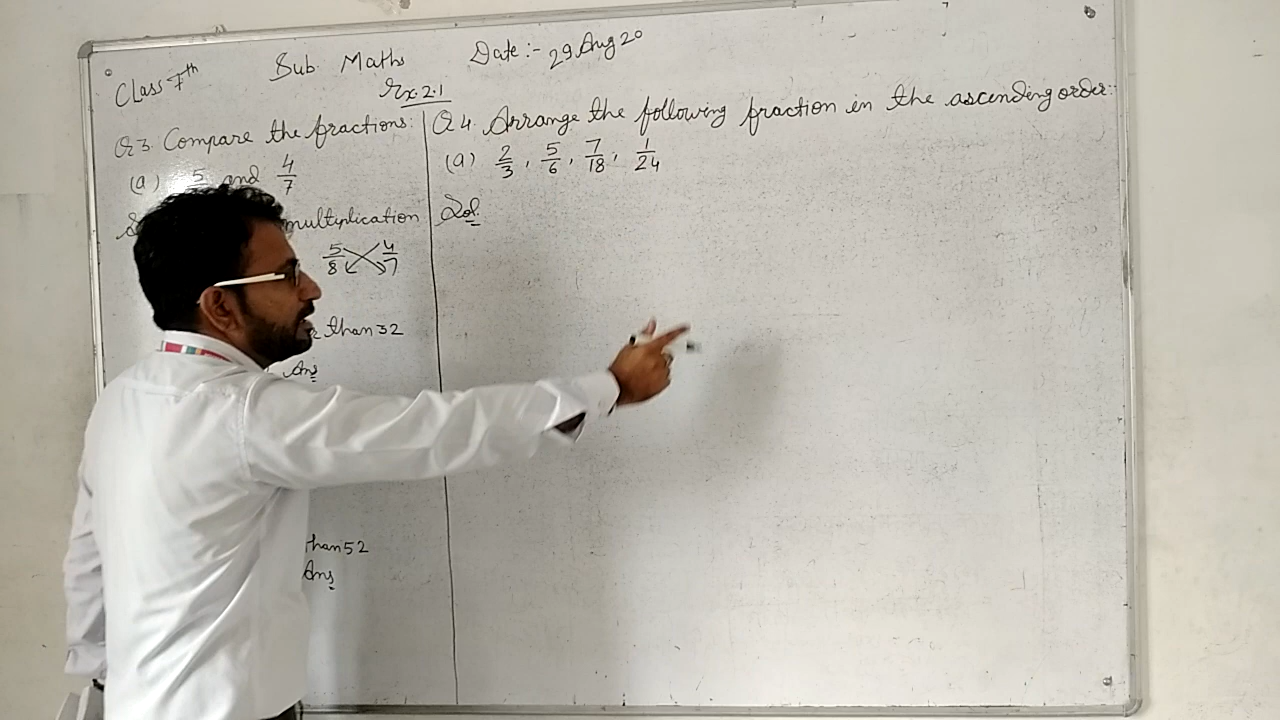 Class 7th Sub. Maths Date:- 29 Aug 20
Ex. 2.1
Q 3. Compare the fractions:
(a) 5 and 4/7
multiplication
5/8 4/7
than 32
Ans
than 52
Ans
Q 4. Arrange the following fraction in the ascending order:
(a) 2/3, 5/6, 7/18, 1/24
Sol.